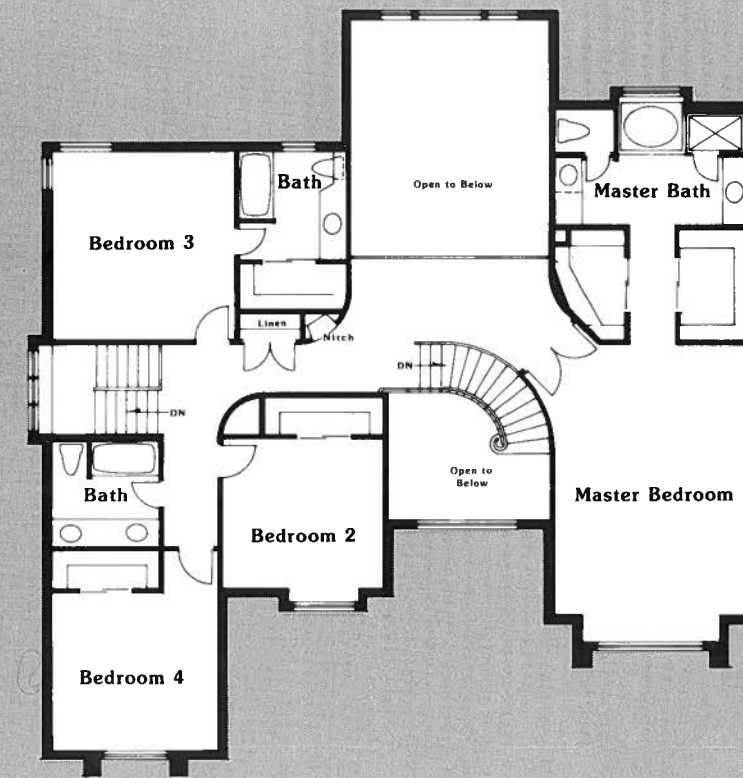 Open to Below
Bath
Master Bath
Bedroom 3
Linen
Nitch
DN
DN
Open to
Below
Bath
Master Bedroom
Bedroom 2
Bedroom 4